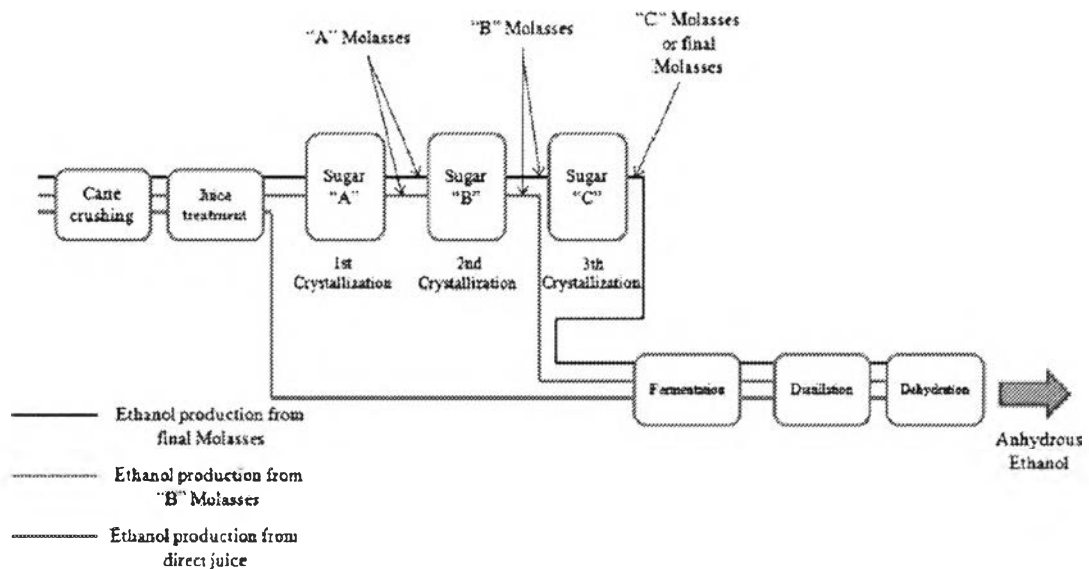 "A" Molasses
"B" Molasses
"C" Molasses
or final
Molasses
Cane
crushing
Juice
treatment
Sugar
"A"
Sugar
"B"
Sugar
"C"
1st
Crystallization
2nd
Crystallization
3th
Crystallization
Fermentation
Distillation
Dehydration
Anhydrous
Ethanol
Ethanol production from
final Molasses
Ethanol production from
"B" Molasses
Ethanol production from
direct juice